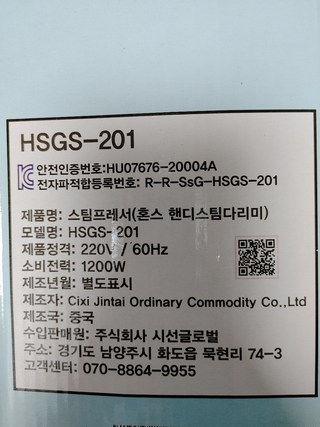 HSGS-201
안전인증번호:HU07676-20004A
전자파적합등록번호: R-R-SsG-HSGS-201
제품명: 스팀프레서(혼스 핸디스팀다리미)
모델명: HSGS-201
제품정격: 220V / 60Hz
소비전력: 1200W
제조년월: 별도표시
제조자: Cixi Jintai Ordinary Commodity Co.,Ltd
제조국: 중국
수입판매원: 주식회사 시선글로벌
주소: 경기도 남양주시 화도읍 묵현리 74-3
고객센터: 070-8864-9955